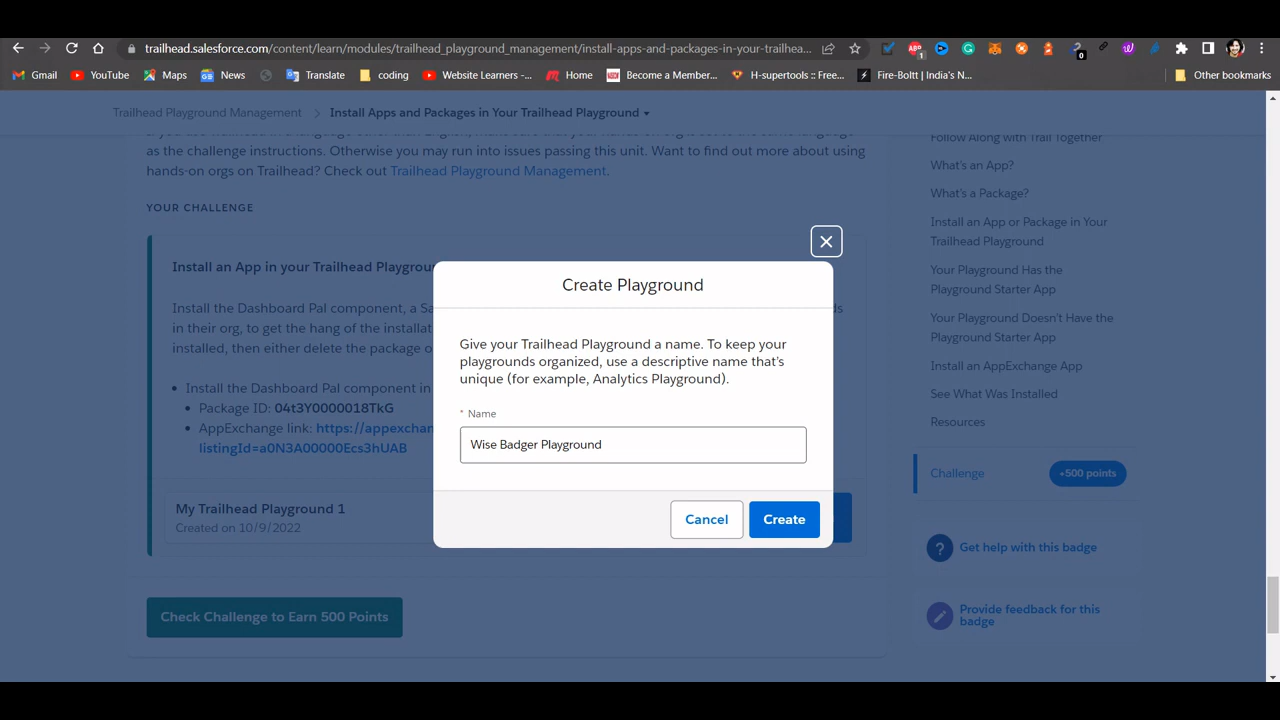 trailhead.salesforce.com/content/learn/modules/trailhead_playground_management/install-apps-and-packages-in-your-trailhea...
Gmail YouTube Maps News Translate coding Website Learners -... Home Become a Member... H-supertools :: Free... Fire-Boltt | India's N... Other bookmarks
Trailhead Playground Management > Install Apps and Packages in Your Trailhead Playground
as the challenge instructions. Otherwise you may run into issues passing this unit. Want to find out more about using
hands-on orgs on Trailhead? Check out Trailhead Playground Management.
YOUR CHALLENGE
Install an App in your Trailhead Playgrou
Install the Dashboard Pal component, a Sa
in their org, to get the hang of the installat
installed, then either delete the package o
• Install the Dashboard Pal component in
• Package ID: 04t3Y0000018TkG
• AppExchange link: https://appexchan
listingId=a0N3A00000Ecs3hUAB
My Trailhead Playground 1
Created on 10/9/2022
Check Challenge to Earn 500 Points
Create Playground
Give your Trailhead Playground a name. To keep your
playgrounds organized, use a descriptive name that's
unique (for example, Analytics Playground).
* Name
Wise Badger Playground
Cancel Create
Follow Along with Trail Together
What's an App?
What's a Package?
Install an App or Package in Your
Trailhead Playground
Your Playground Has the
Playground Starter App
Your Playground Doesn't Have the
Playground Starter App
Install an AppExchange App
See What Was Installed
Resources
Challenge +500 points
Get help with this badge
Provide feedback for this
badge